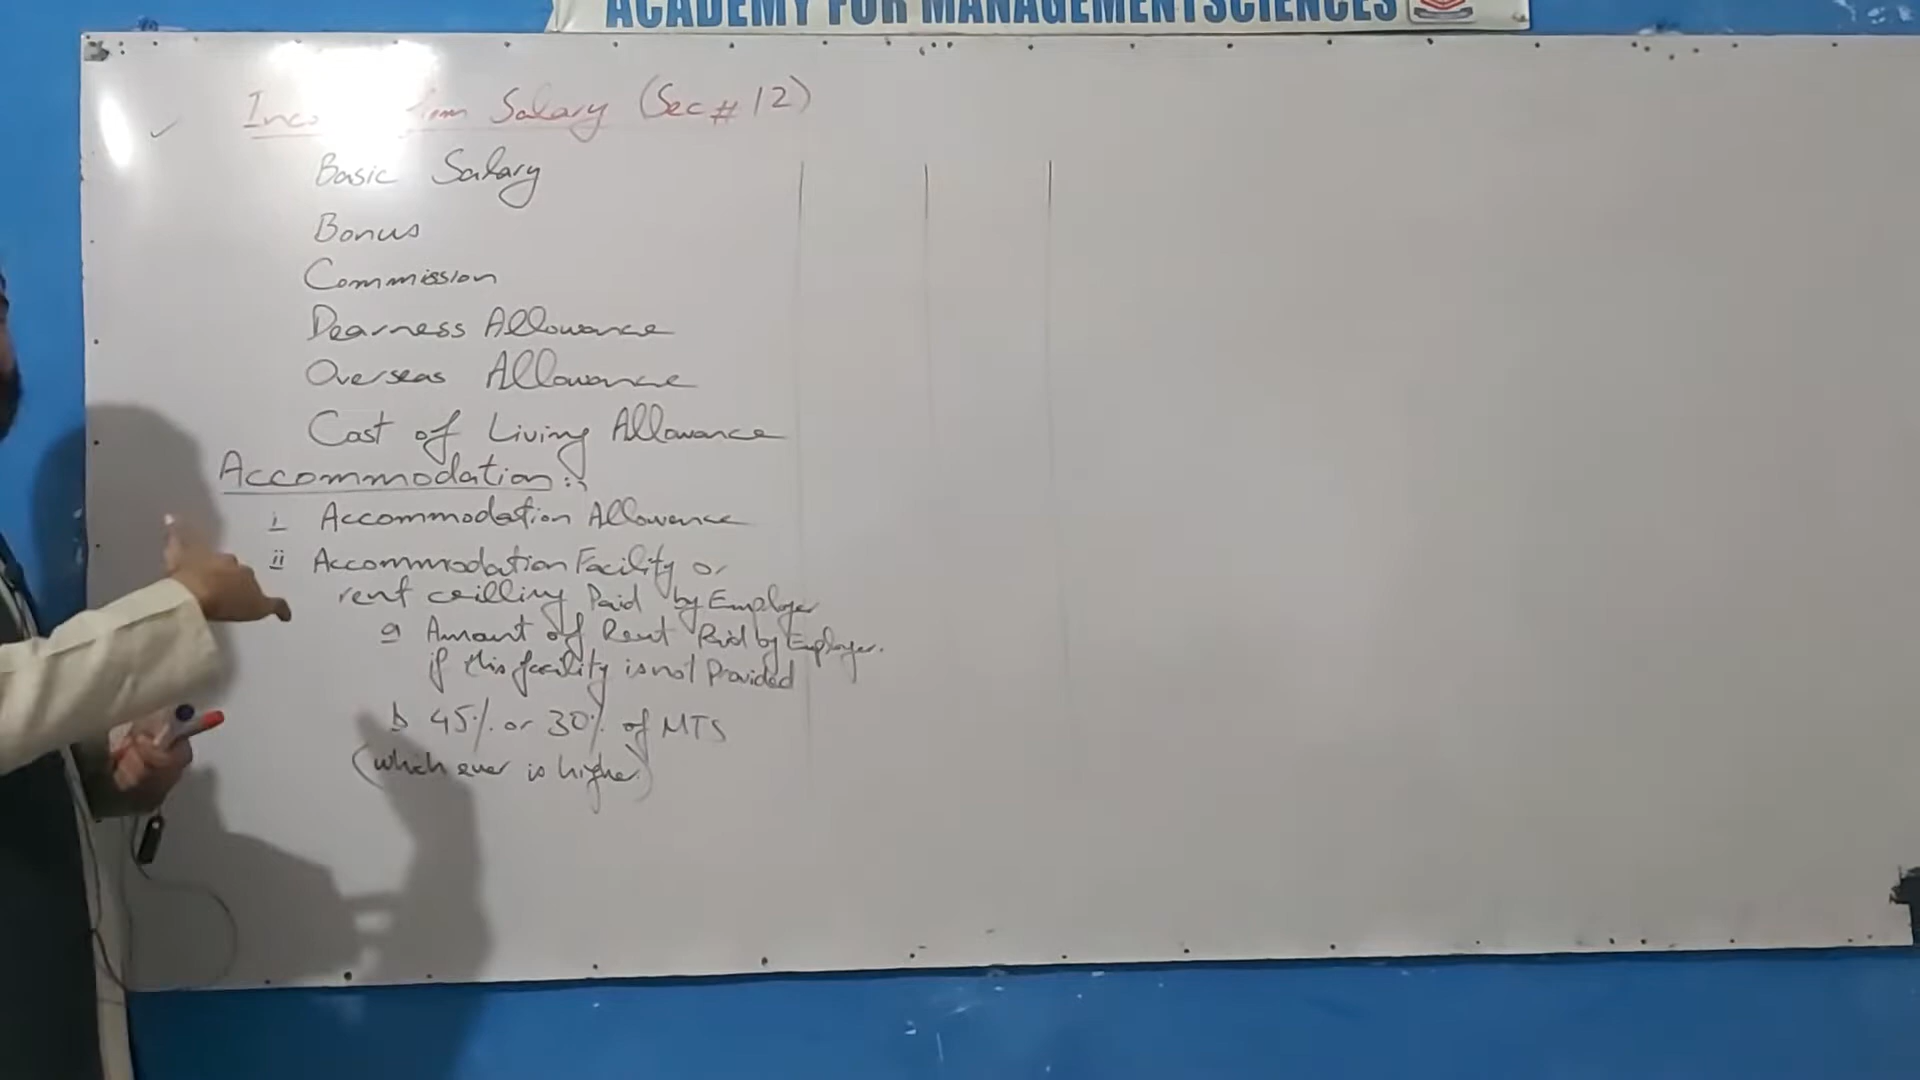 ACADEMY FOR MANAGEMENT SCIENCES
Salary (Sec # 12)
Basic Salary
Bonus
Commission
Dearness Allowance
Overseas Allowance
Cost of Living Allowance
Accommodation:
i Accommodation Allowance
ii Accommodation Facility or
rent ceilling Paid by Employer
a Amount of Rent Paid by Employer.
if this facility is not Provided
b 45% or 30% of MTS
(which ever is higher)